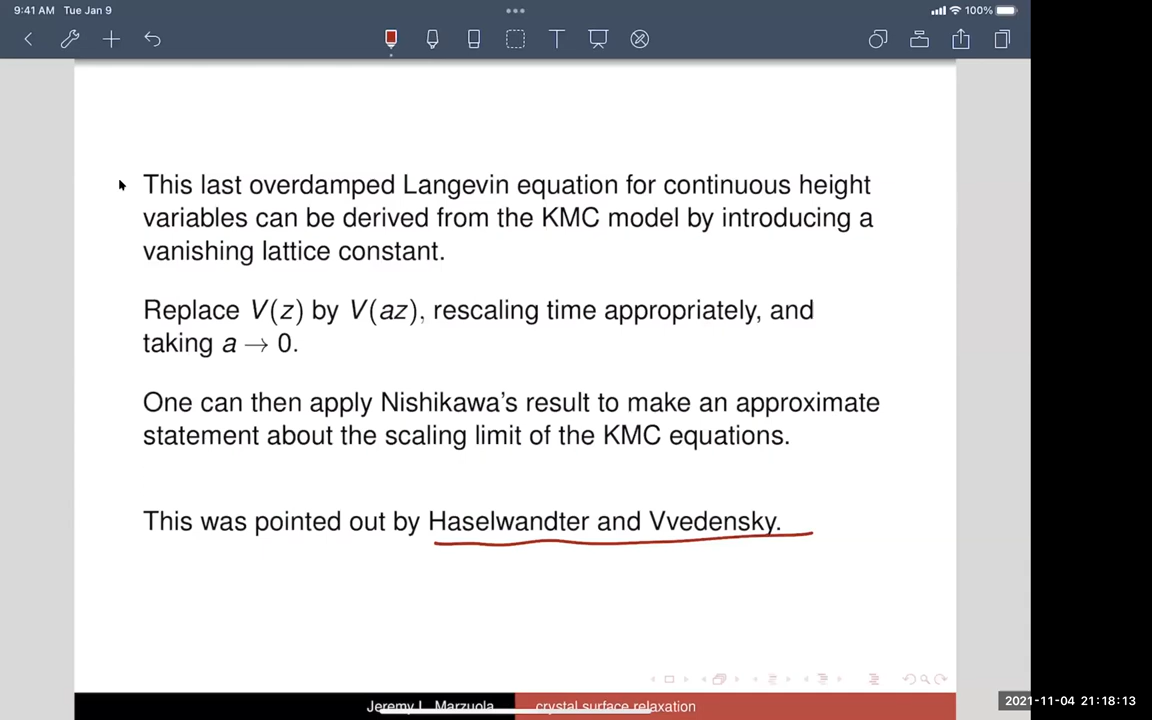 9:41 AM Tue Jan 9
100%
This last overdamped Langevin equation for continuous height
variables can be derived from the KMC model by introducing a
vanishing lattice constant.
Replace V(z) by V(az), rescaling time appropriately, and
taking a → 0.
One can then apply Nishikawa's result to make an approximate
statement about the scaling limit of the KMC equations.
This was pointed out by Haselwandter and Vvedensky.
Jeremy L. Marzuola crystal surface relaxation
2021-11-04 21:18:13